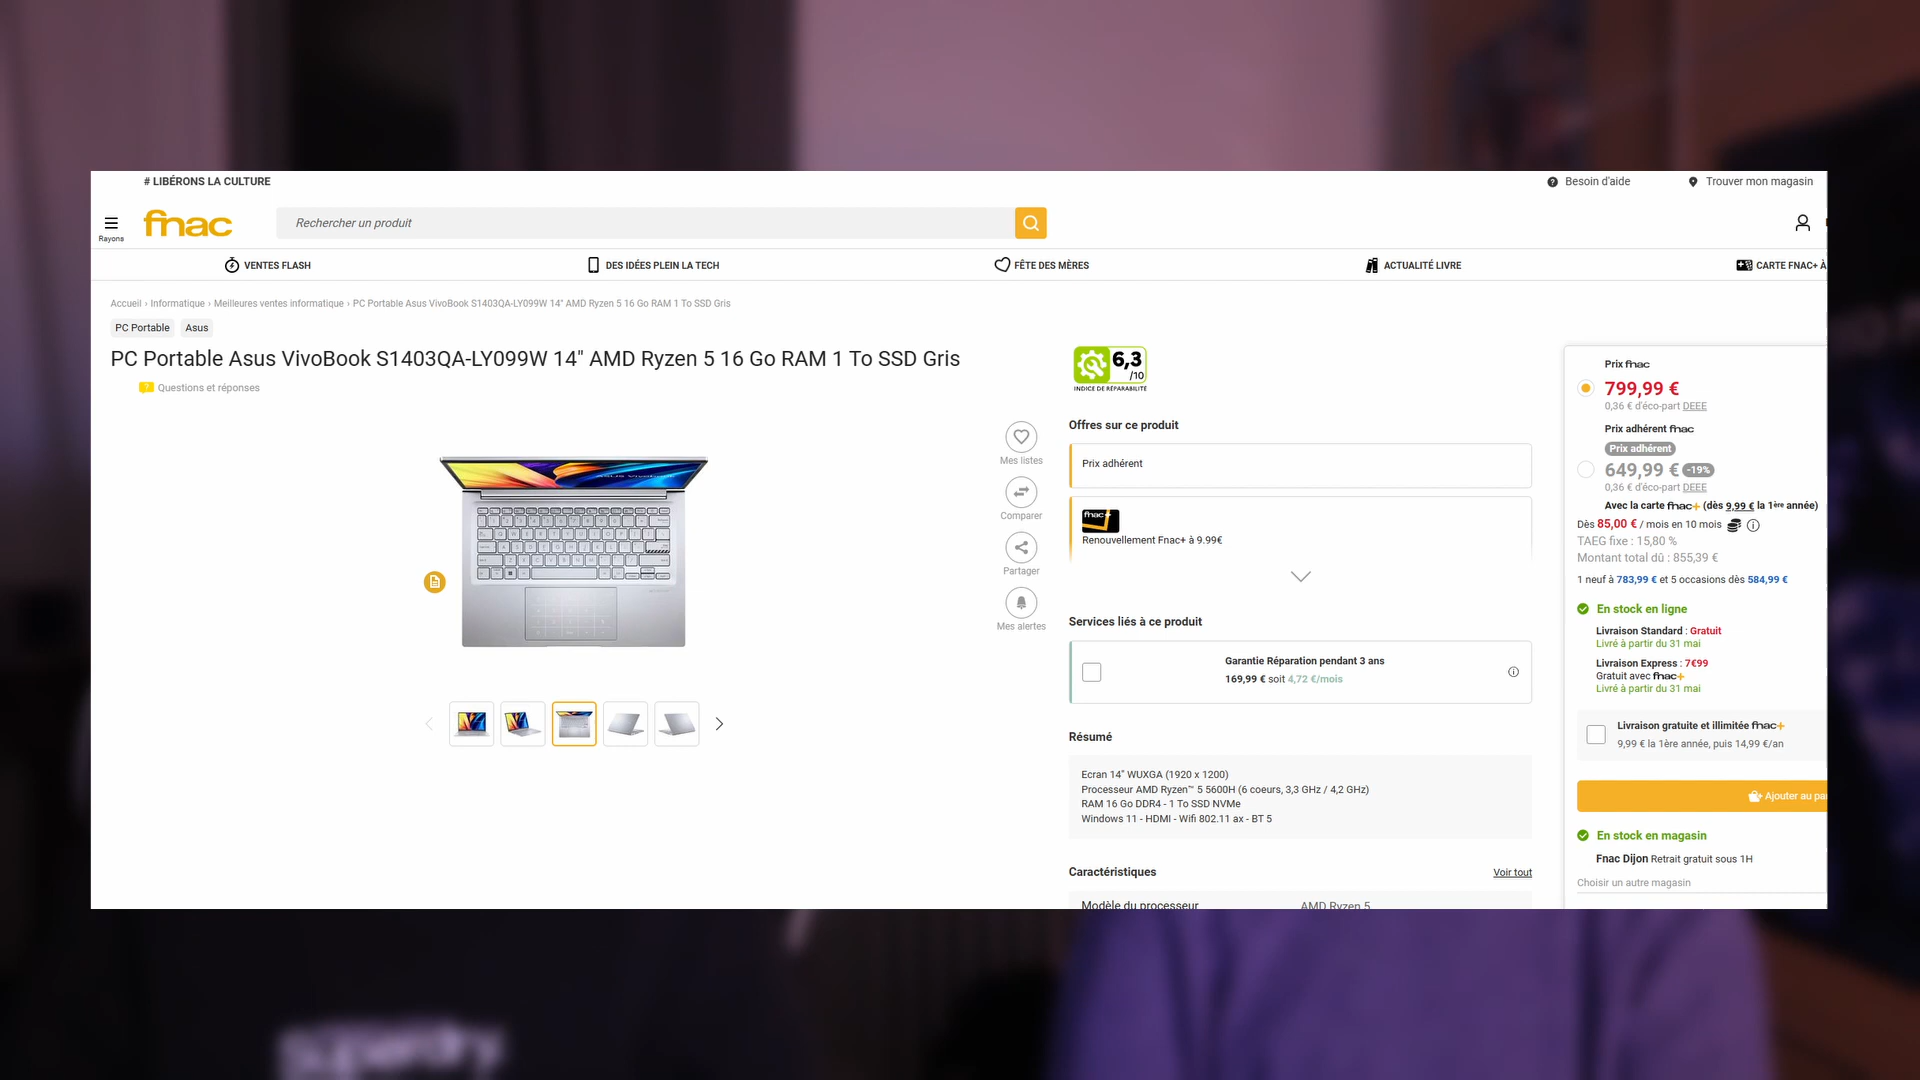 # LIBÉRONS LA CULTURE
Besoin d'aide
Trouver mon magasin
Rayons
fnac
Rechercher un produit
VENTES FLASH
DES IDÉES PLEIN LA TECH
FÊTE DES MÈRES
ACTUALITÉ LIVRE
CARTE FNAC+ À
Accueil › Informatique › Meilleures ventes informatique › PC Portable Asus VivoBook S1403QA-LY099W 14" AMD Ryzen 5 16 Go RAM 1 To SSD Gris
PC Portable
Asus
PC Portable Asus VivoBook S1403QA-LY099W 14" AMD Ryzen 5 16 Go RAM 1 To SSD Gris
Questions et réponses
6,3
/10
INDICE DE RÉPARABILITÉ
Mes listes
Comparer
Partager
Mes alertes
Offres sur ce produit
Prix adhérent
fnac+
Renouvellement Fnac+ à 9.99€
Services liés à ce produit
Garantie Réparation pendant 3 ans
169,99 € soit 4,72 €/mois
Résumé
Ecran 14" WUXGA (1920 x 1200)
Processeur AMD Ryzen™ 5 5600H (6 coeurs, 3,3 GHz / 4,2 GHz)
RAM 16 Go DDR4 - 1 To SSD NVMe
Windows 11 - HDMI - Wifi 802.11 ax - BT 5
Caractéristiques
Voir tout
Modèle du processeur
AMD Ryzen 5
Prix fnac
799,99 €
0,36 € d'éco-part DEEE
Prix adhérent fnac
Prix adhérent
649,99 € -19%
0,36 € d'éco-part DEEE
Avec la carte fnac+ (dès 9,99 € la 1ère année)
Dès 85,00 € / mois en 10 mois
TAEG fixe : 15,80 %
Montant total dû : 855,39 €
1 neuf à 783,99 € et 5 occasions dès 584,99 €
En stock en ligne
Livraison Standard : Gratuit
Livré à partir du 31 mai
Livraison Express : 7€99
Gratuit avec fnac+
Livré à partir du 31 mai
Livraison gratuite et illimitée fnac+
9,99 € la 1ère année, puis 14,99 €/an
Ajouter au pa
En stock en magasin
Fnac Dijon Retrait gratuit sous 1H
Choisir un autre magasin
superdry